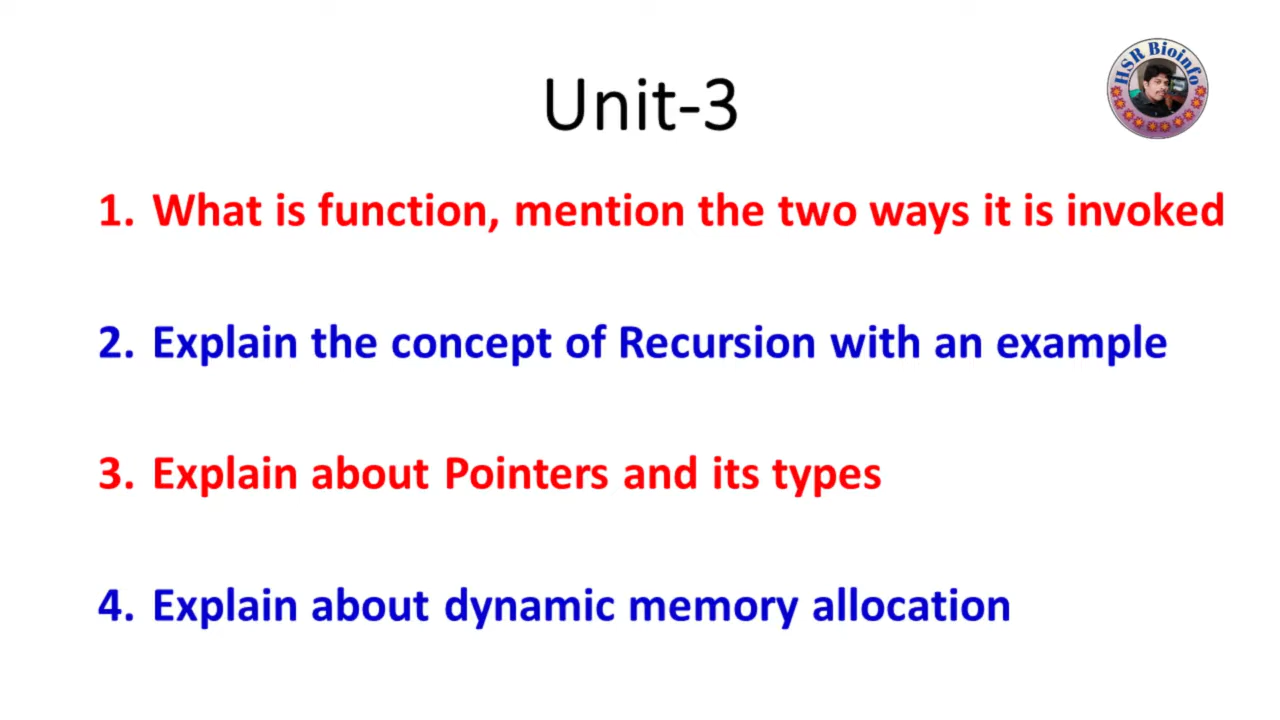 HSR Bioinfo
Unit-3
1. What is function, mention the two ways it is invoked
2. Explain the concept of Recursion with an example
3. Explain about Pointers and its types
4. Explain about dynamic memory allocation